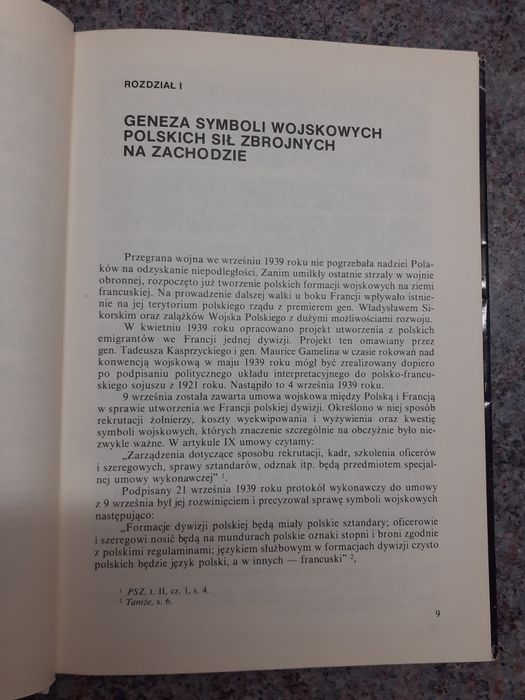 ROZDZIAŁ I
GENEZA SYMBOLI WOJSKOWYCH
POLSKICH SIŁ ZBROJNYCH
NA ZACHODZIE
Przegrana wojna we wrześniu 1939 roku nie pogrzebała nadziei Pola-
ków na odzyskanie niepodległości. Zanim umilkły ostatnie strzały w wojnie
obronnej, rozpoczęto już tworzenie polskich formacji wojskowych na ziemi
francuskiej. Na prowadzenie dalszej walki u boku Francji wpływało istnie-
nie na jej terytorium polskiego rządu z premierem gen. Władysławem Si-
korskim oraz zalążków Wojska Polskiego z dużymi możliwościami rozwoju.
W kwietniu 1939 roku opracowano projekt utworzenia z polskich
emigrantów we Francji jednej dywizji. Projekt ten omawiany przez
gen. Tadeusza Kasprzyckiego i gen. Maurice Gamelina w czasie rokowań nad
konwencją wojskową w maju 1939 roku mógł być zrealizowany dopiero
po podpisaniu politycznego układu interpretacyjnego do polsko-francu-
skiego sojuszu z 1921 roku. Nastąpiło to 4 września 1939 roku.
9 września została zawarta umowa wojskowa między Polską i Francją
w sprawie utworzenia we Francji polskiej dywizji. Określono w niej sposób
rekrutacji żołnierzy, koszty wyekwipowania i wyżywienia oraz kwestię
symboli wojskowych, których znaczenie szczególnie na obczyźnie było nie-
zwykle ważne. W artykule IX umowy czytamy:
„Zarządzenia dotyczące sposobu rekrutacji, kadr, szkolenia oficerów
i szeregowych, sprawy sztandarów, odznak itp. będą przedmiotem specjal-
nej umowy wykonawczej” ¹.
Podpisany 21 września 1939 roku protokół wykonawczy do umowy
z 9 września był jej rozwinięciem i precyzował sprawę symboli wojskowych
następująco:
„Formacje dywizji polskiej będą miały polskie sztandary; oficerowie
i szeregowi nosić będą na mundurach polskie oznaki stopni i broni zgodnie
z polskimi regulaminami; językiem służbowym w formacjach dywizji czysto
polskich będzie język polski, a w innych — francuski” ²,
¹ PSZ, t. II, cz. 1, s. 4.
² Tamże, s. 6.
9